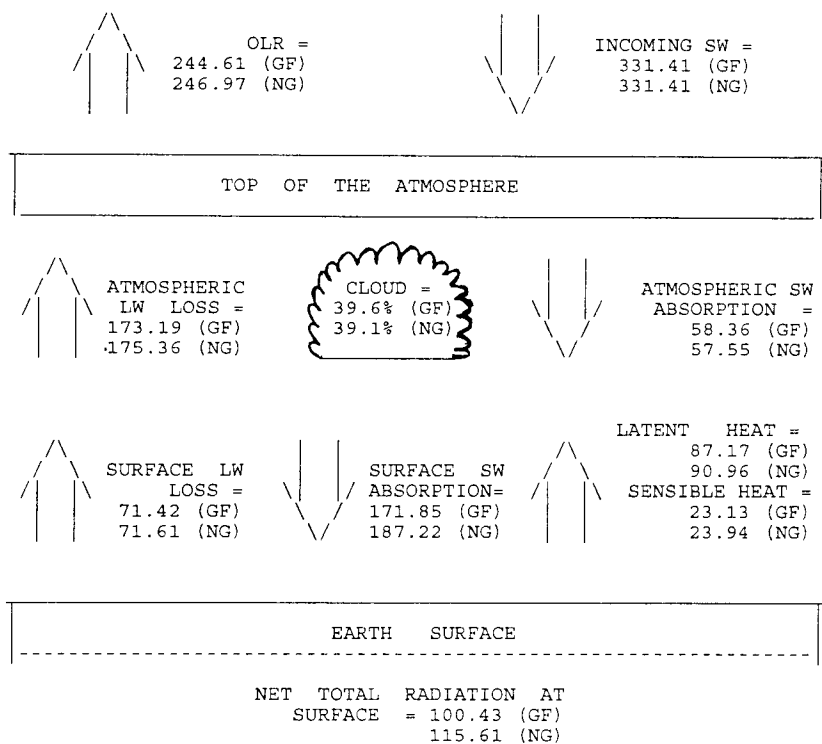 OLR =
244.61 (GF)
246.97 (NG)
INCOMING SW =
331.41 (GF)
331.41 (NG)
TOP OF THE ATMOSPHERE
ATMOSPHERIC
LW LOSS =
173.19 (GF)
175.36 (NG)
CLOUD =
39.6% (GF)
39.1% (NG)
ATMOSPHERIC SW
ABSORPTION =
58.36 (GF)
57.55 (NG)
SURFACE LW
LOSS =
71.42 (GF)
71.61 (NG)
SURFACE SW
ABSORPTION=
171.85 (GF)
187.22 (NG)
LATENT HEAT =
87.17 (GF)
90.96 (NG)
SENSIBLE HEAT =
23.13 (GF)
23.94 (NG)
EARTH SURFACE
NET TOTAL RADIATION AT
SURFACE = 100.43 (GF)
115.61 (NG)